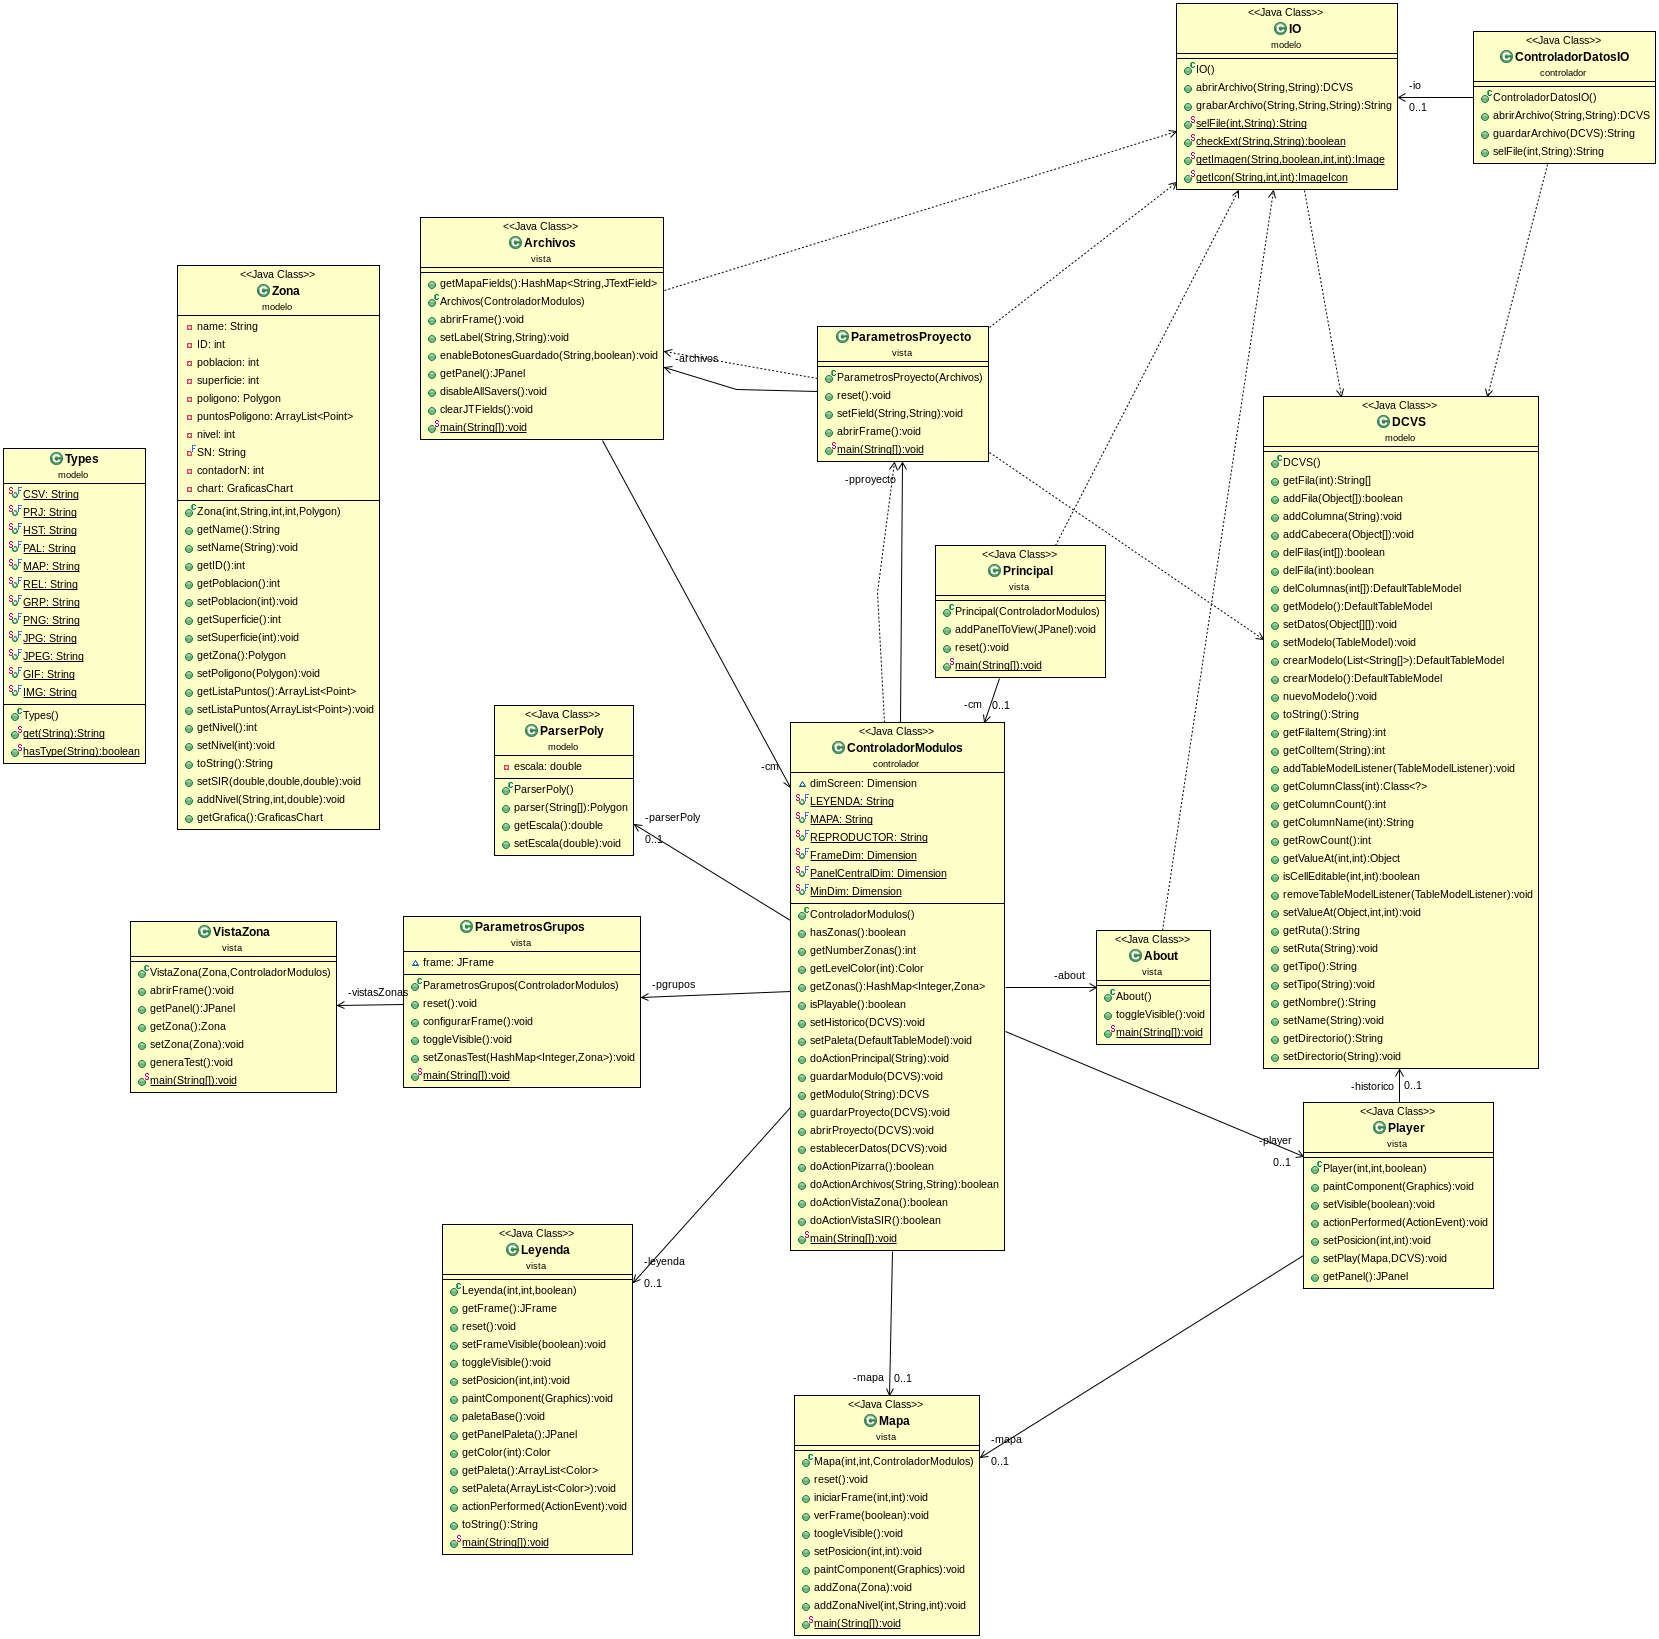 <<Java Class>>
IO
modelo
IO()
abrirArchivo(String,String):DCVS
grabarArchivo(String,String,String):String
selFile(int,String):String
checkExt(String,String):boolean
getImagen(String,boolean,int,int):Image
getIcon(String,int,int):ImageIcon
-io
0..1
<<Java Class>>
ControladorDatosIO
controlador
ControladorDatosIO()
abrirArchivo(String,String):DCVS
guardarArchivo(DCVS):String
selFile(int,String):String
<<Java Class>>
Archivos
vista
getMapaFields():HashMap<String,JTextField>
Archivos(ControladorModulos)
abrirFrame():void
setLabel(String,String):void
enableBotonesGuardado(String,boolean):void
getPanel():JPanel
disableAllSavers():void
clearJTFields():void
main(String[]):void
-archivos
<<Java Class>>
Zona
modelo
name: String
ID: int
poblacion: int
superficie: int
poligono: Polygon
puntosPoligono: ArrayList<Point>
nivel: int
SN: String
contadorN: int
chart: GraficasChart
Zona(int,String,int,int,Polygon)
getName():String
setName(String):void
getID():int
getPoblacion():int
setPoblacion(int):void
getSuperficie():int
setSuperficie(int):void
getZona():Polygon
setPoligono(Polygon):void
getListaPuntos():ArrayList<Point>
setListaPuntos(ArrayList<Point>):void
getNivel():int
setNivel(int):void
toString():String
setSIR(double,double,double):void
addNivel(String,int,double):void
getGrafica():GraficasChart
<<Java Class>>
ParametrosProyecto
vista
ParametrosProyecto(Archivos)
reset():void
setField(String,String):void
abrirFrame():void
main(String[]):void
-pproyecto
<<Java Class>>
DCVS
modelo
DCVS()
getFila(int):String[]
addFila(Object[]):boolean
addColumna(String):void
addCabecera(Object[]):void
delFilas(int[]):boolean
delFila(int):boolean
delColumnas(int[]):DefaultTableModel
getModelo():DefaultTableModel
setDatos(Object[][]):void
setModelo(TableModel):void
crearModelo(List<String[]>):DefaultTableModel
crearModelo():DefaultTableModel
nuevoModelo():void
toString():String
getFilaItem(String):int
getColItem(String):int
addTableModelListener(TableModelListener):void
getColumnClass(int):Class<?>
getColumnCount():int
getColumnName(int):String
getRowCount():int
getValueAt(int,int):Object
isCellEditable(int,int):boolean
removeTableModelListener(TableModelListener):void
setValueAt(Object,int,int):void
getRuta():String
setRuta(String):void
getTipo():String
setTipo(String):void
getNombre():String
setName(String):void
getDirectorio():String
setDirectorio(String):void
<<Java Class>>
Types
modelo
CSV: String
PRJ: String
HST: String
PAL: String
MAP: String
REL: String
GRP: String
PNG: String
JPG: String
JPEG: String
GIF: String
IMG: String
Types()
get(String):String
hasType(String):boolean
<<Java Class>>
Principal
vista
Principal(ControladorModulos)
addPanelToView(JPanel):void
reset():void
main(String[]):void
-cm
0..1
<<Java Class>>
ParserPoly
modelo
escala: double
ParserPoly()
parser(String[]):Polygon
getEscala():double
setEscala(double):void
-cm
-parserPoly
0..1
<<Java Class>>
ControladorModulos
controlador
dimScreen: Dimension
LEYENDA: String
MAPA: String
REPRODUCTOR: String
FrameDim: Dimension
PanelCentralDim: Dimension
MinDim: Dimension
ControladorModulos()
hasZonas():boolean
getNumberZonas():int
getLevelColor(int):Color
getZonas():HashMap<Integer,Zona>
isPlayable():boolean
setHistorico(DCVS):void
setPaleta(DefaultTableModel):void
doActionPrincipal(String):void
guardarModulo(DCVS):void
getModulo(String):DCVS
guardarProyecto(DCVS):void
abrirProyecto(DCVS):void
establecerDatos(DCVS):void
doActionPizarra():boolean
doActionArchivos(String,String):boolean
doActionVistaZona():boolean
doActionVistaSIR():boolean
main(String[]):void
<<Java Class>>
VistaZona
vista
VistaZona(Zona,ControladorModulos)
abrirFrame():void
getPanel():JPanel
getZona():Zona
setZona(Zona):void
generaTest():void
main(String[]):void
-vistasZonas
<<Java Class>>
ParametrosGrupos
vista
frame: JFrame
ParametrosGrupos(ControladorModulos)
reset():void
configurarFrame():void
toggleVisible():void
setZonasTest(HashMap<Integer,Zona>):void
main(String[]):void
-pgrupos
-about
<<Java Class>>
About
vista
About()
toggleVisible():void
main(String[]):void
-historico
0..1
-player
0..1
<<Java Class>>
Player
vista
Player(int,int,boolean)
paintComponent(Graphics):void
setVisible(boolean):void
actionPerformed(ActionEvent):void
setPosicion(int,int):void
setPlay(Mapa,DCVS):void
getPanel():JPanel
<<Java Class>>
Leyenda
vista
Leyenda(int,int,boolean)
getFrame():JFrame
reset():void
setFrameVisible(boolean):void
toggleVisible():void
setPosicion(int,int):void
paintComponent(Graphics):void
paletaBase():void
getPanelPaleta():JPanel
getColor(int):Color
getPaleta():ArrayList<Color>
setPaleta(ArrayList<Color>):void
actionPerformed(ActionEvent):void
toString():String
main(String[]):void
-leyenda
0..1
-mapa
0..1
<<Java Class>>
Mapa
vista
Mapa(int,int,ControladorModulos)
reset():void
iniciarFrame(int,int):void
verFrame(boolean):void
toogleVisible():void
setPosicion(int,int):void
paintComponent(Graphics):void
addZona(Zona):void
addZonaNivel(int,String,int):void
main(String[]):void
-mapa
0..1